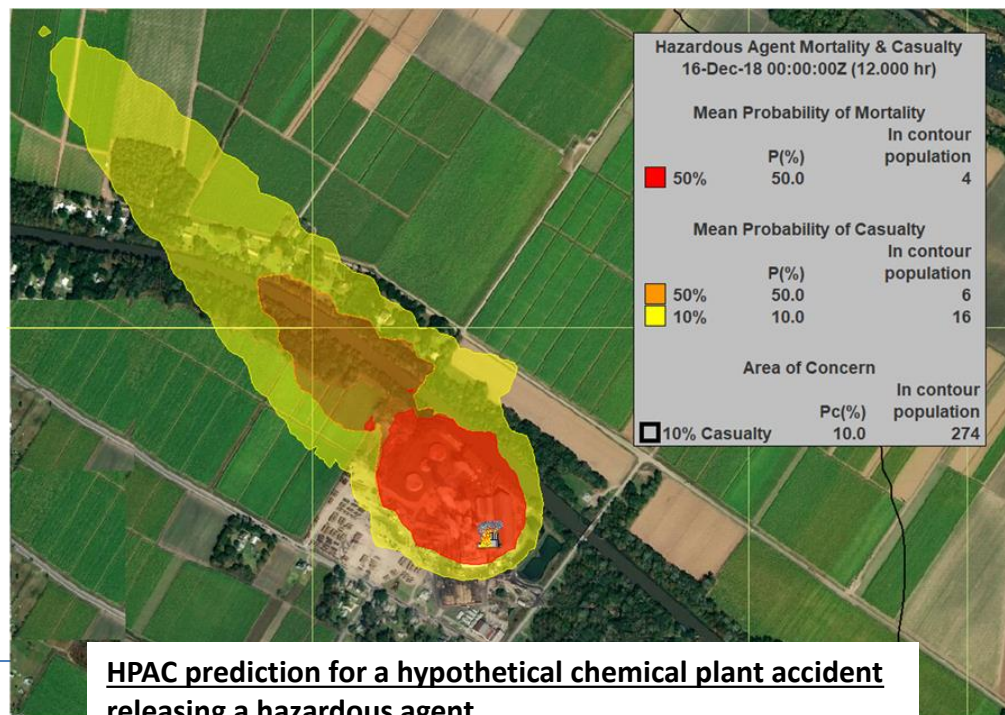 Hazardous Agent Mortality & Casualty
16-Dec-18 00:00:00Z (12.000 hr)
Mean Probability of Mortality
In contour
P(%) population
50% 50.0 4
Mean Probability of Casualty
In contour
P(%) population
50% 50.0 6
10% 10.0 16
Area of Concern
In contour
Pc(%) population
10% Casualty 10.0 274
HPAC prediction for a hypothetical chemical plant accident
releasing a hazardous agent